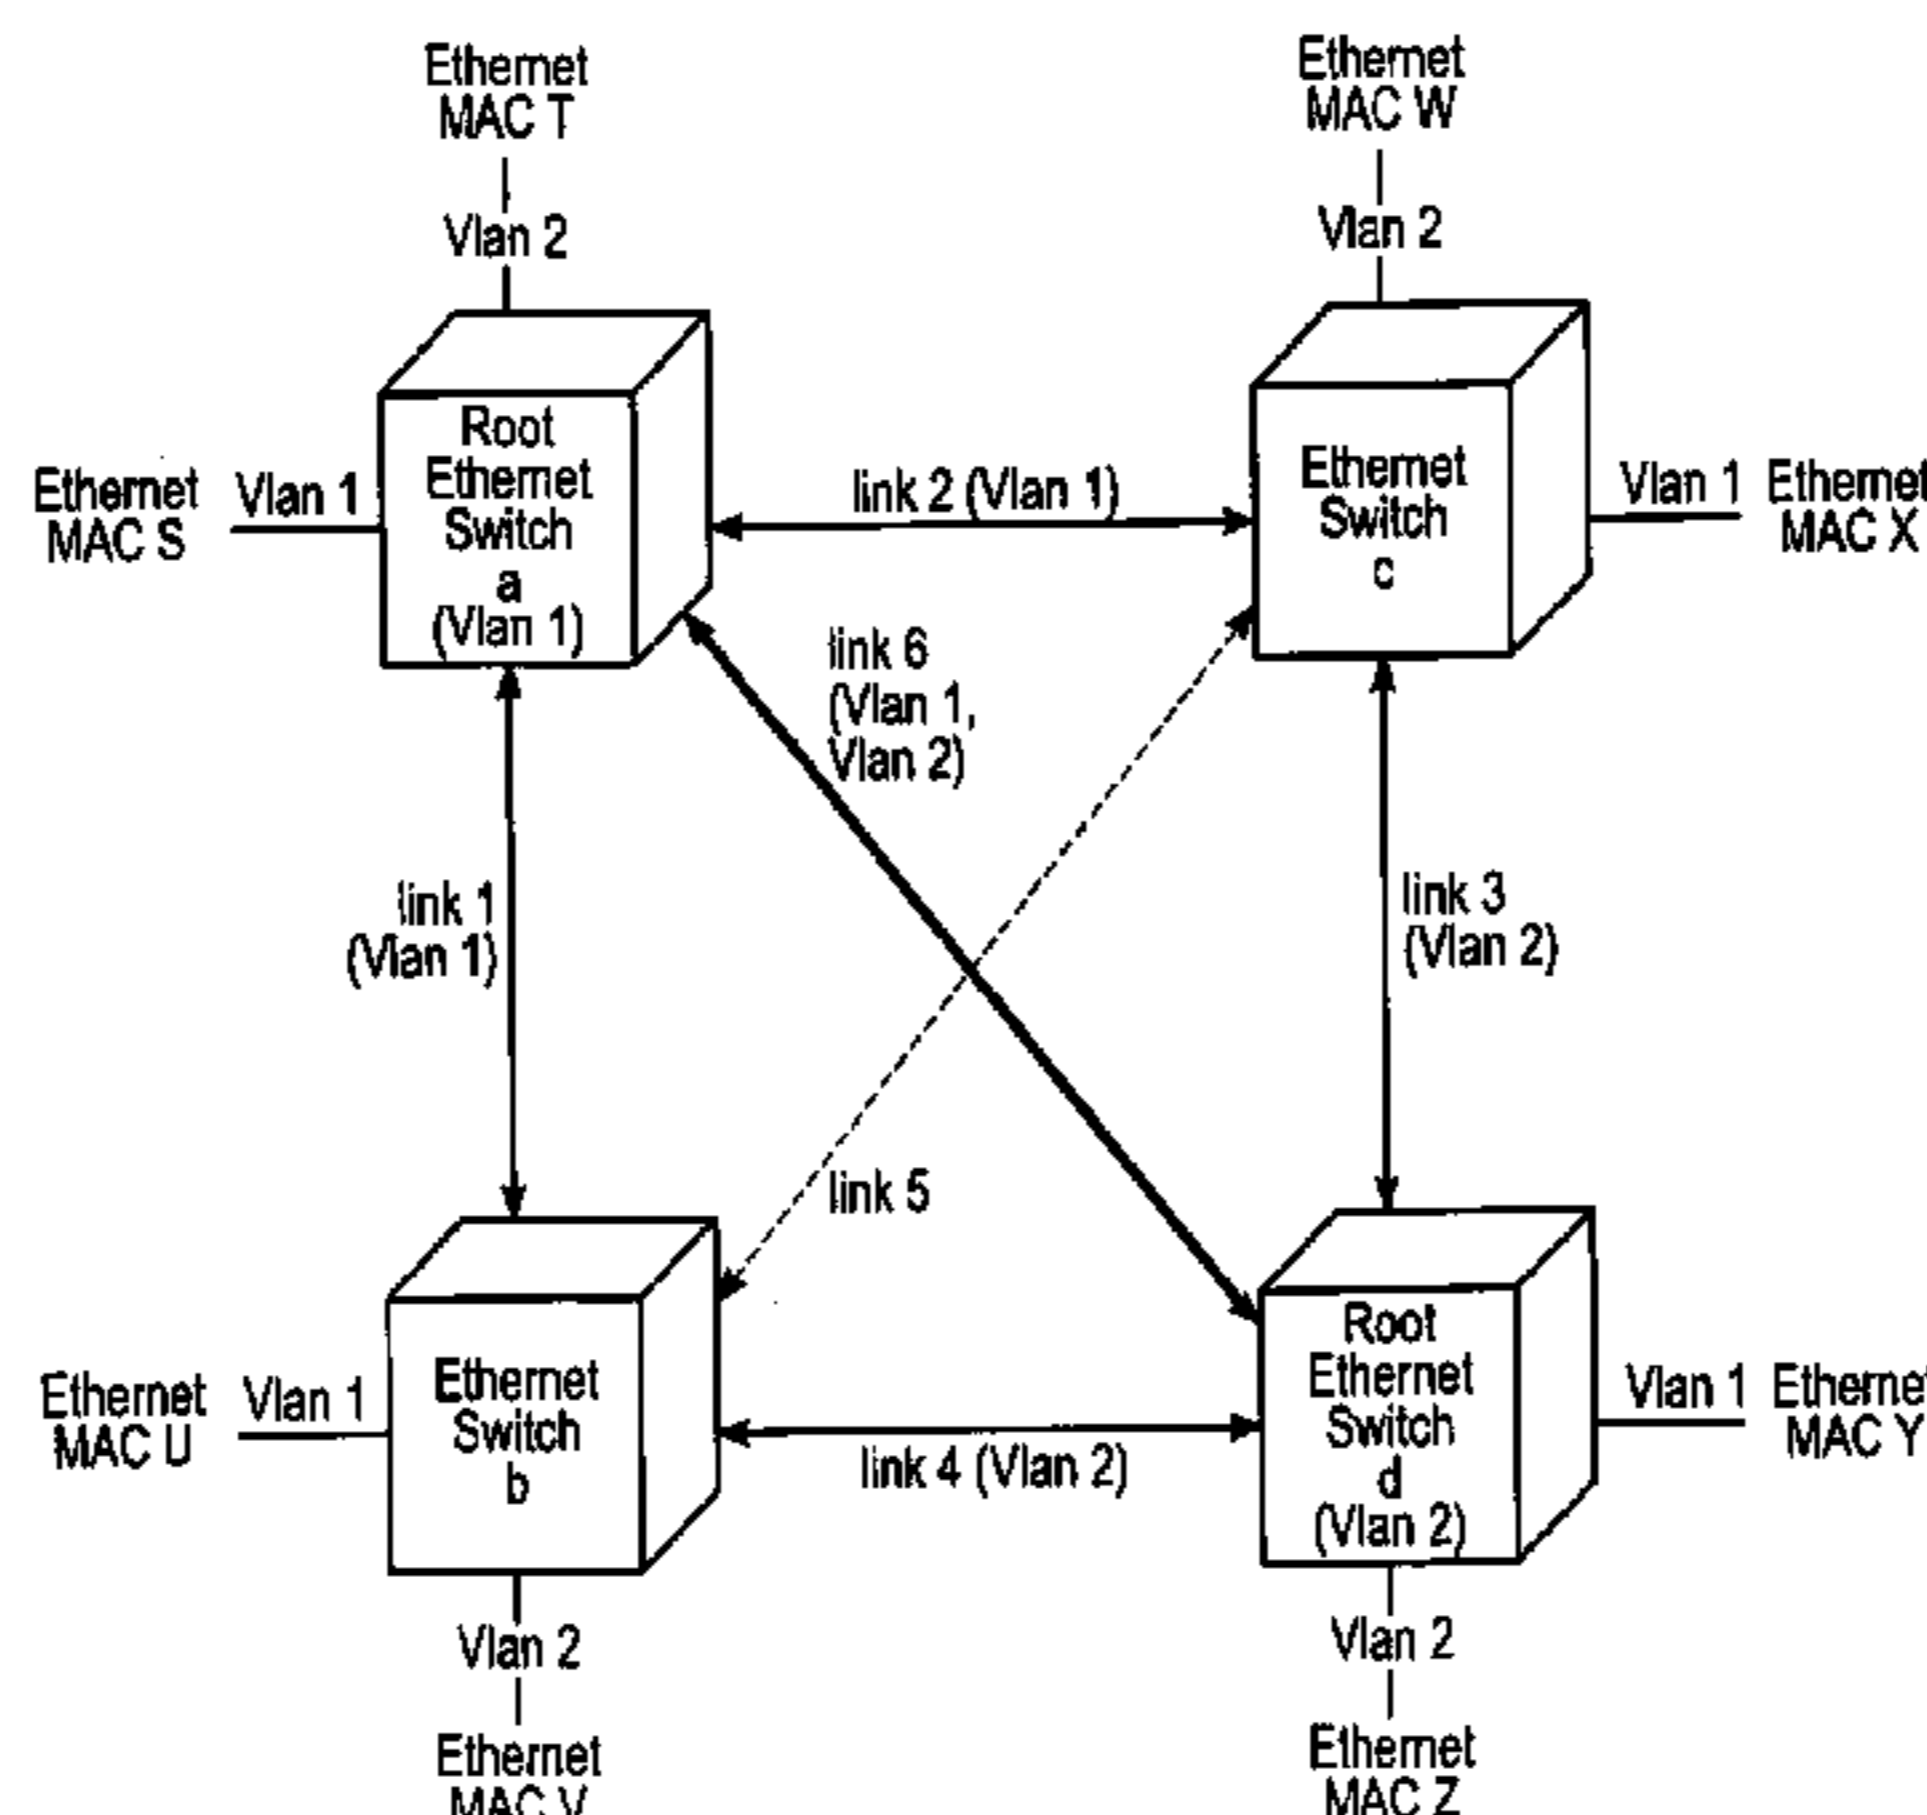 Ethernet
MAC T
Vlan 2
Ethernet
MAC W
Vlan 2
Ethernet
MAC S
Vlan 1
Root
Ethernet
Switch
a
(Vlan 1)
link 2 (Vlan 1)
Ethernet
Switch
c
Vlan 1
Ethernet
MAC X
link 6
(Vlan 1,
Vlan 2)
link 1
(Vlan 1)
link 3
(Vlan 2)
link 5
Ethernet
MAC U
Vlan 1
Ethernet
Switch
b
link 4 (Vlan 2)
Root
Ethernet
Switch
d
(Vlan 2)
Vlan 1
Ethernet
MAC Y
Vlan 2
Ethernet
MAC V
Vlan 2
Ethernet
MAC Z